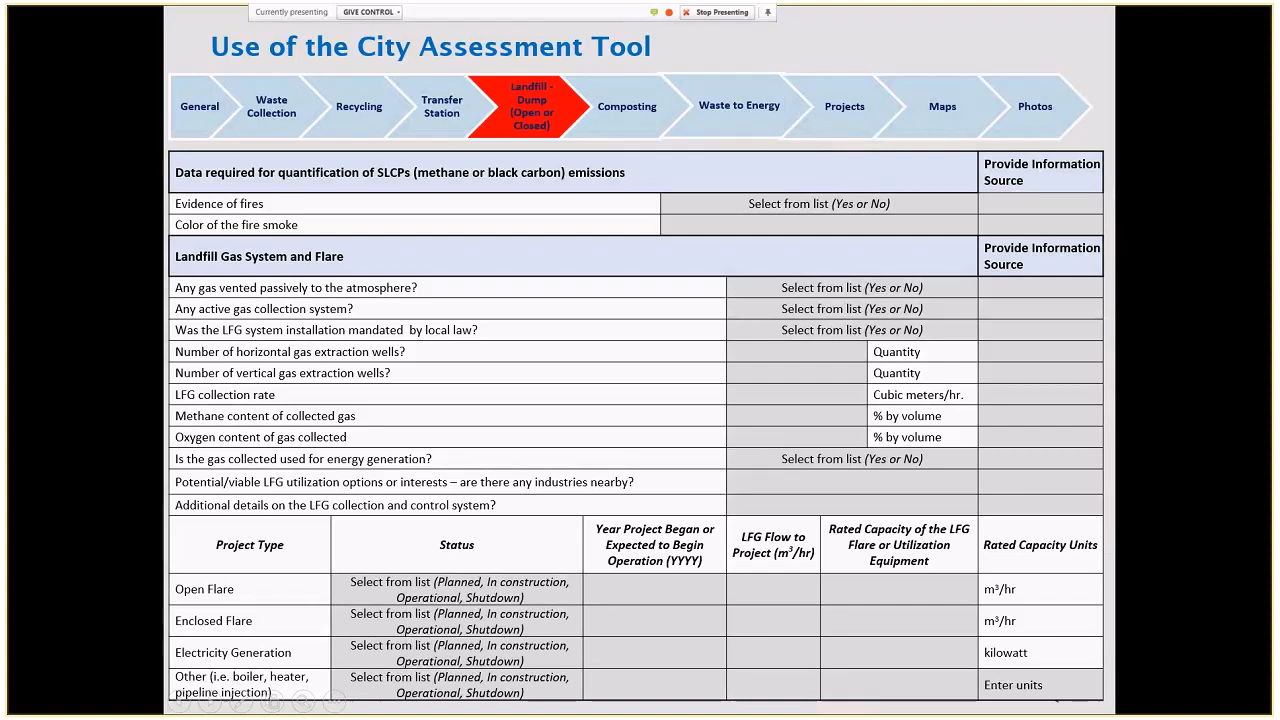 Currently presenting
GIVE CONTROL
Stop Presenting
Use of the City Assessment Tool
General
Waste
Collection
Recycling
Transfer
Station
Landfill -
Dump
(Open or
Closed)
Composting
Waste to Energy
Projects
Maps
Photos
Data required for quantification of SLCPs (methane or black carbon) emissions
Provide Information
Source
Evidence of fires
Select from list (Yes or No)
Color of the fire smoke
Landfill Gas System and Flare
Provide Information
Source
Any gas vented passively to the atmosphere?
Select from list (Yes or No)
Any active gas collection system?
Select from list (Yes or No)
Was the LFG system installation mandated by local law?
Select from list (Yes or No)
Number of horizontal gas extraction wells?
Quantity
Number of vertical gas extraction wells?
Quantity
LFG collection rate
Cubic meters/hr.
Methane content of collected gas
% by volume
Oxygen content of gas collected
% by volume
Is the gas collected used for energy generation?
Select from list (Yes or No)
Potential/viable LFG utilization options or interests – are there any industries nearby?
Additional details on the LFG collection and control system?
Project Type
Status
Year Project Began or
Expected to Begin
Operation (YYYY)
LFG Flow to
Project (m³/hr)
Rated Capacity of the LFG
Flare or Utilization
Equipment
Rated Capacity Units
Open Flare
Select from list (Planned, In construction,
Operational, Shutdown)
m³/hr
Enclosed Flare
Select from list (Planned, In construction,
Operational, Shutdown)
m³/hr
Electricity Generation
Select from list (Planned, In construction,
Operational, Shutdown)
kilowatt
Other (i.e. boiler, heater,
pipeline injection)
Select from list (Planned, In construction,
Operational, Shutdown)
Enter units